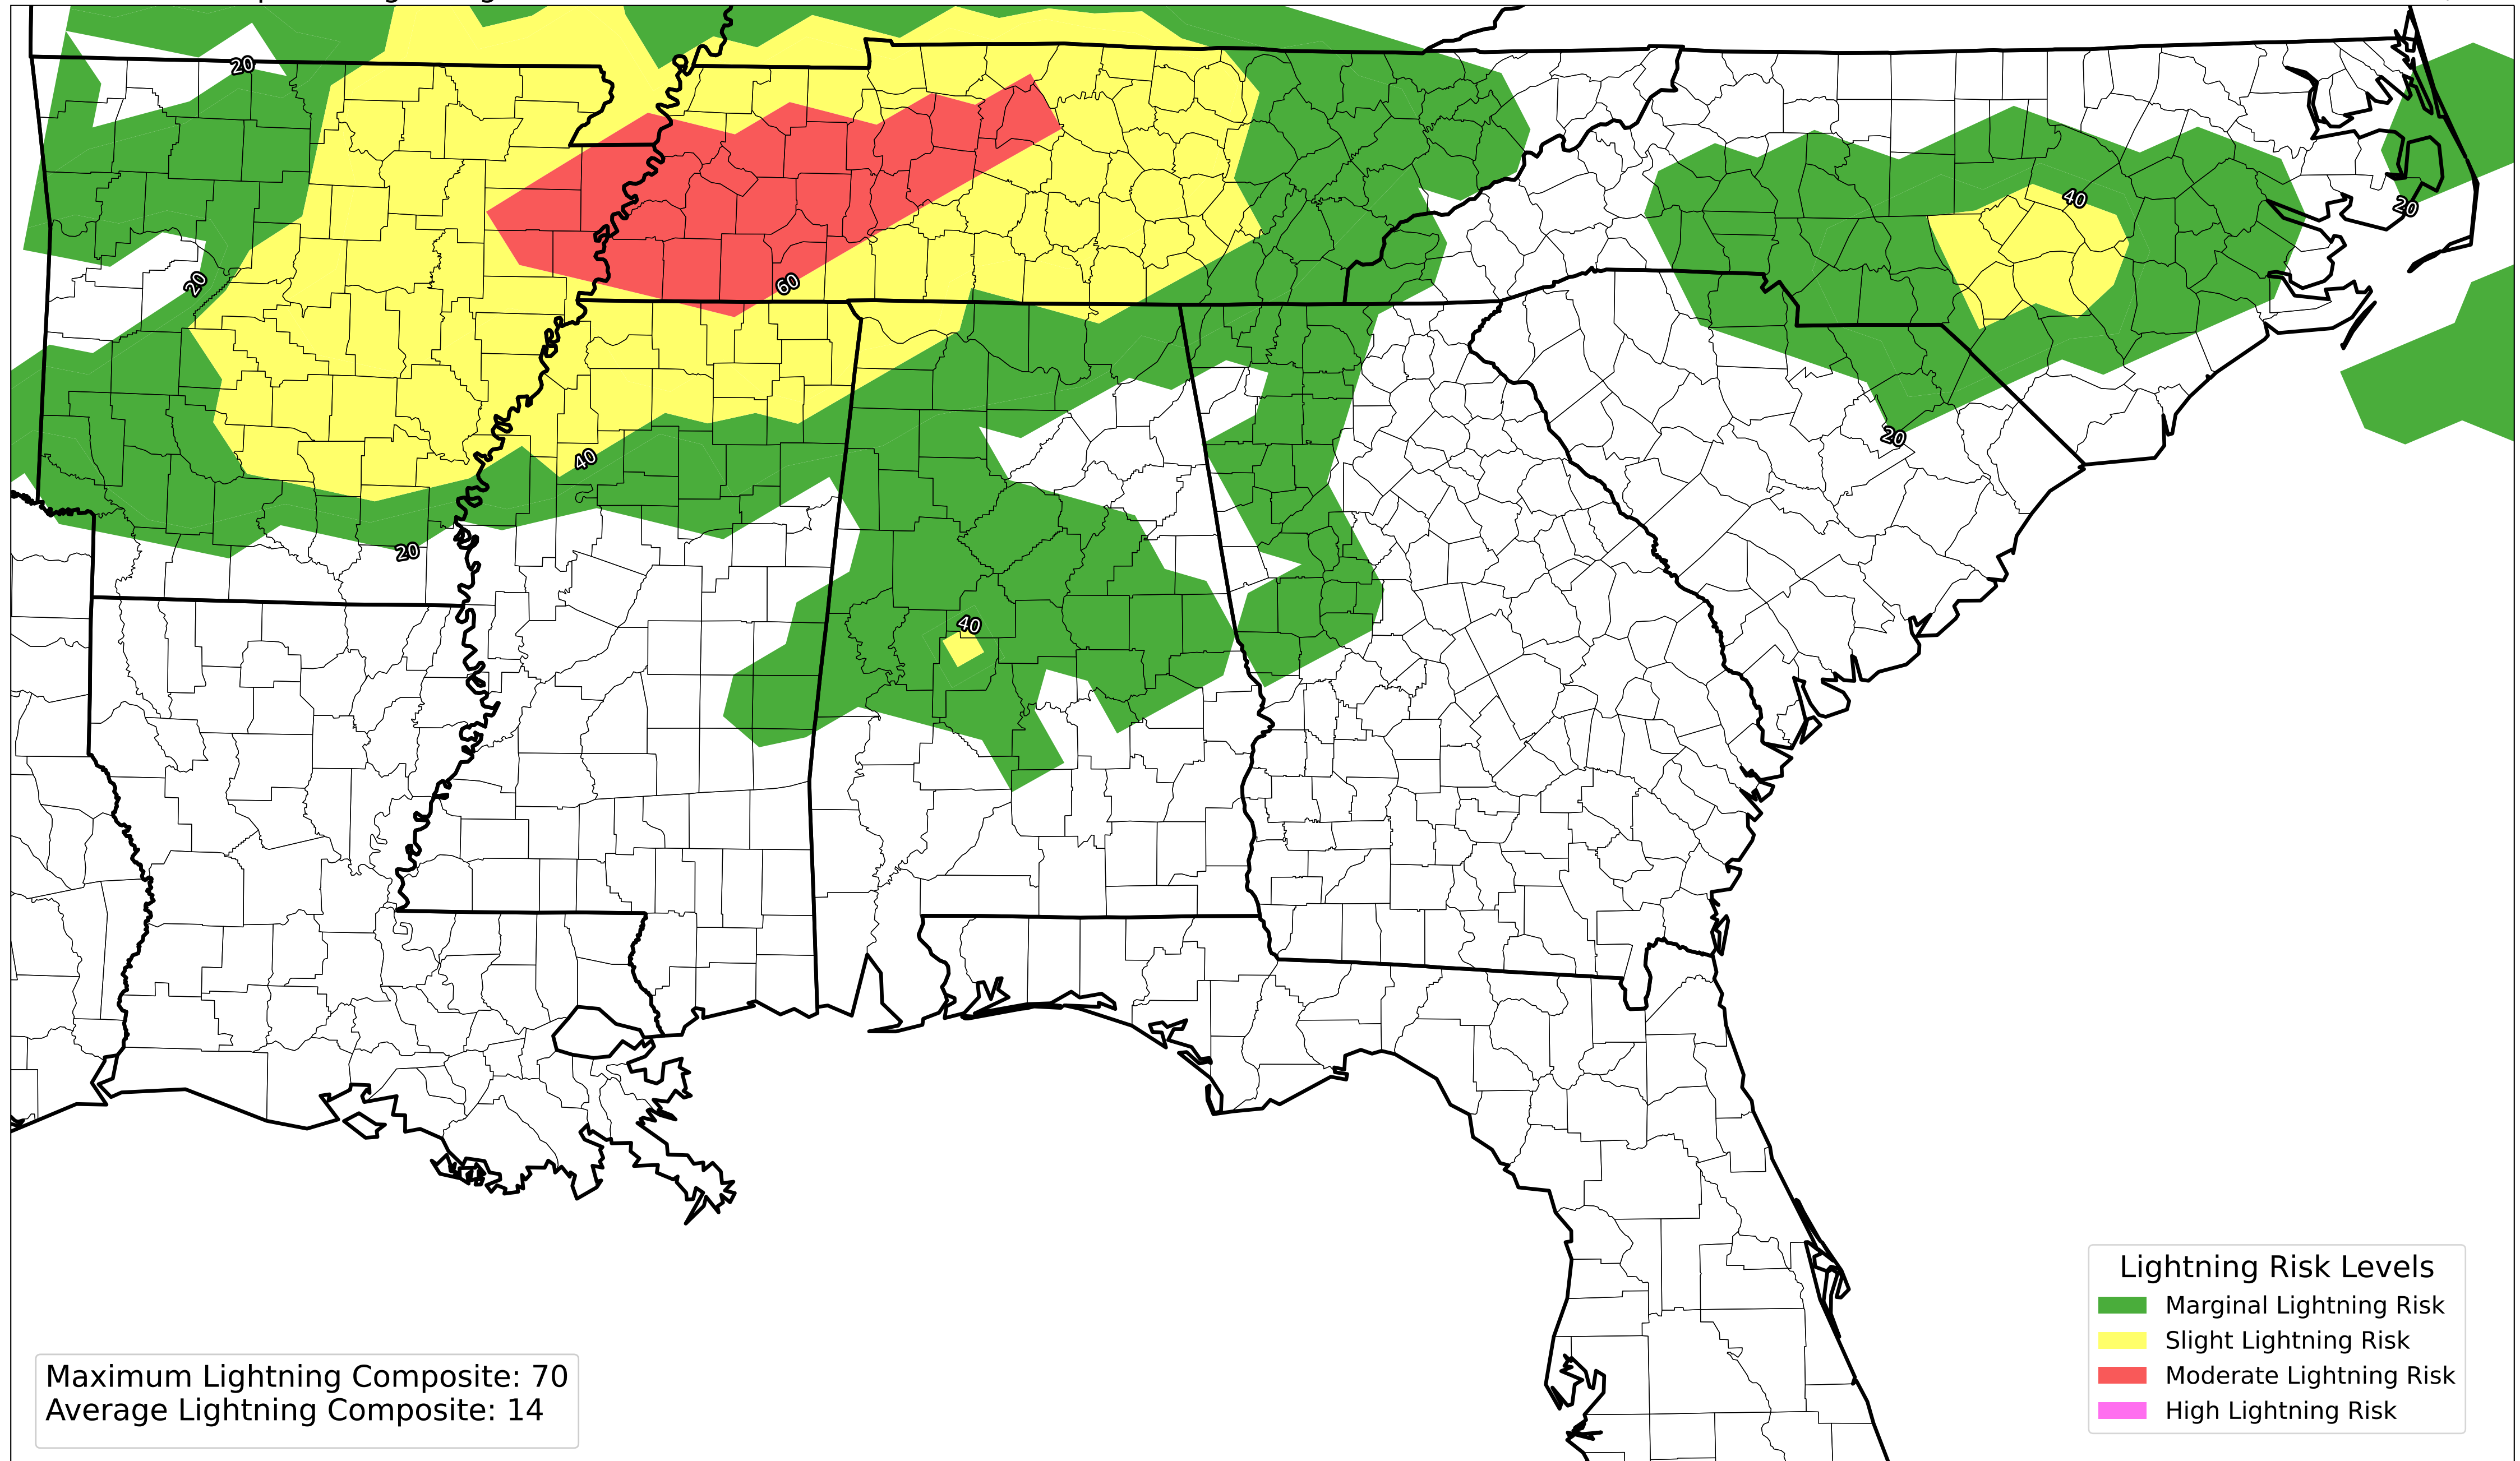 20
40
20
20
60
20
40
20
40
20
Lightning Risk Levels
Marginal Lightning Risk
Slight Lightning Risk
Moderate Lightning Risk
High Lightning Risk
Maximum Lightning Composite: 70
Average Lightning Composite: 14